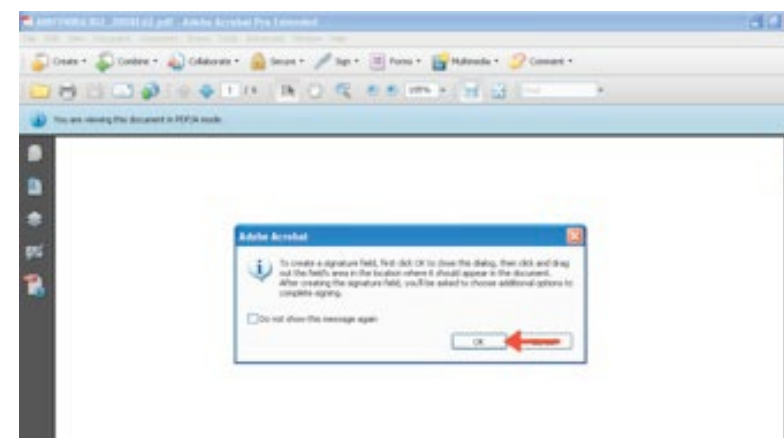 Adobe Acrobat Pro Extended
Create Combine Collaborate Secure Sign Forms Multimedia Comment
1
You are viewing this document in PDF/A mode.
Adobe Acrobat
To create a signature field, first click OK to close this dialog, then click and drag
out the field's area in the location where it should appear in the document.
After creating the signature field, you'll be asked to choose additional options to
complete signing.
Do not show this message again
OK